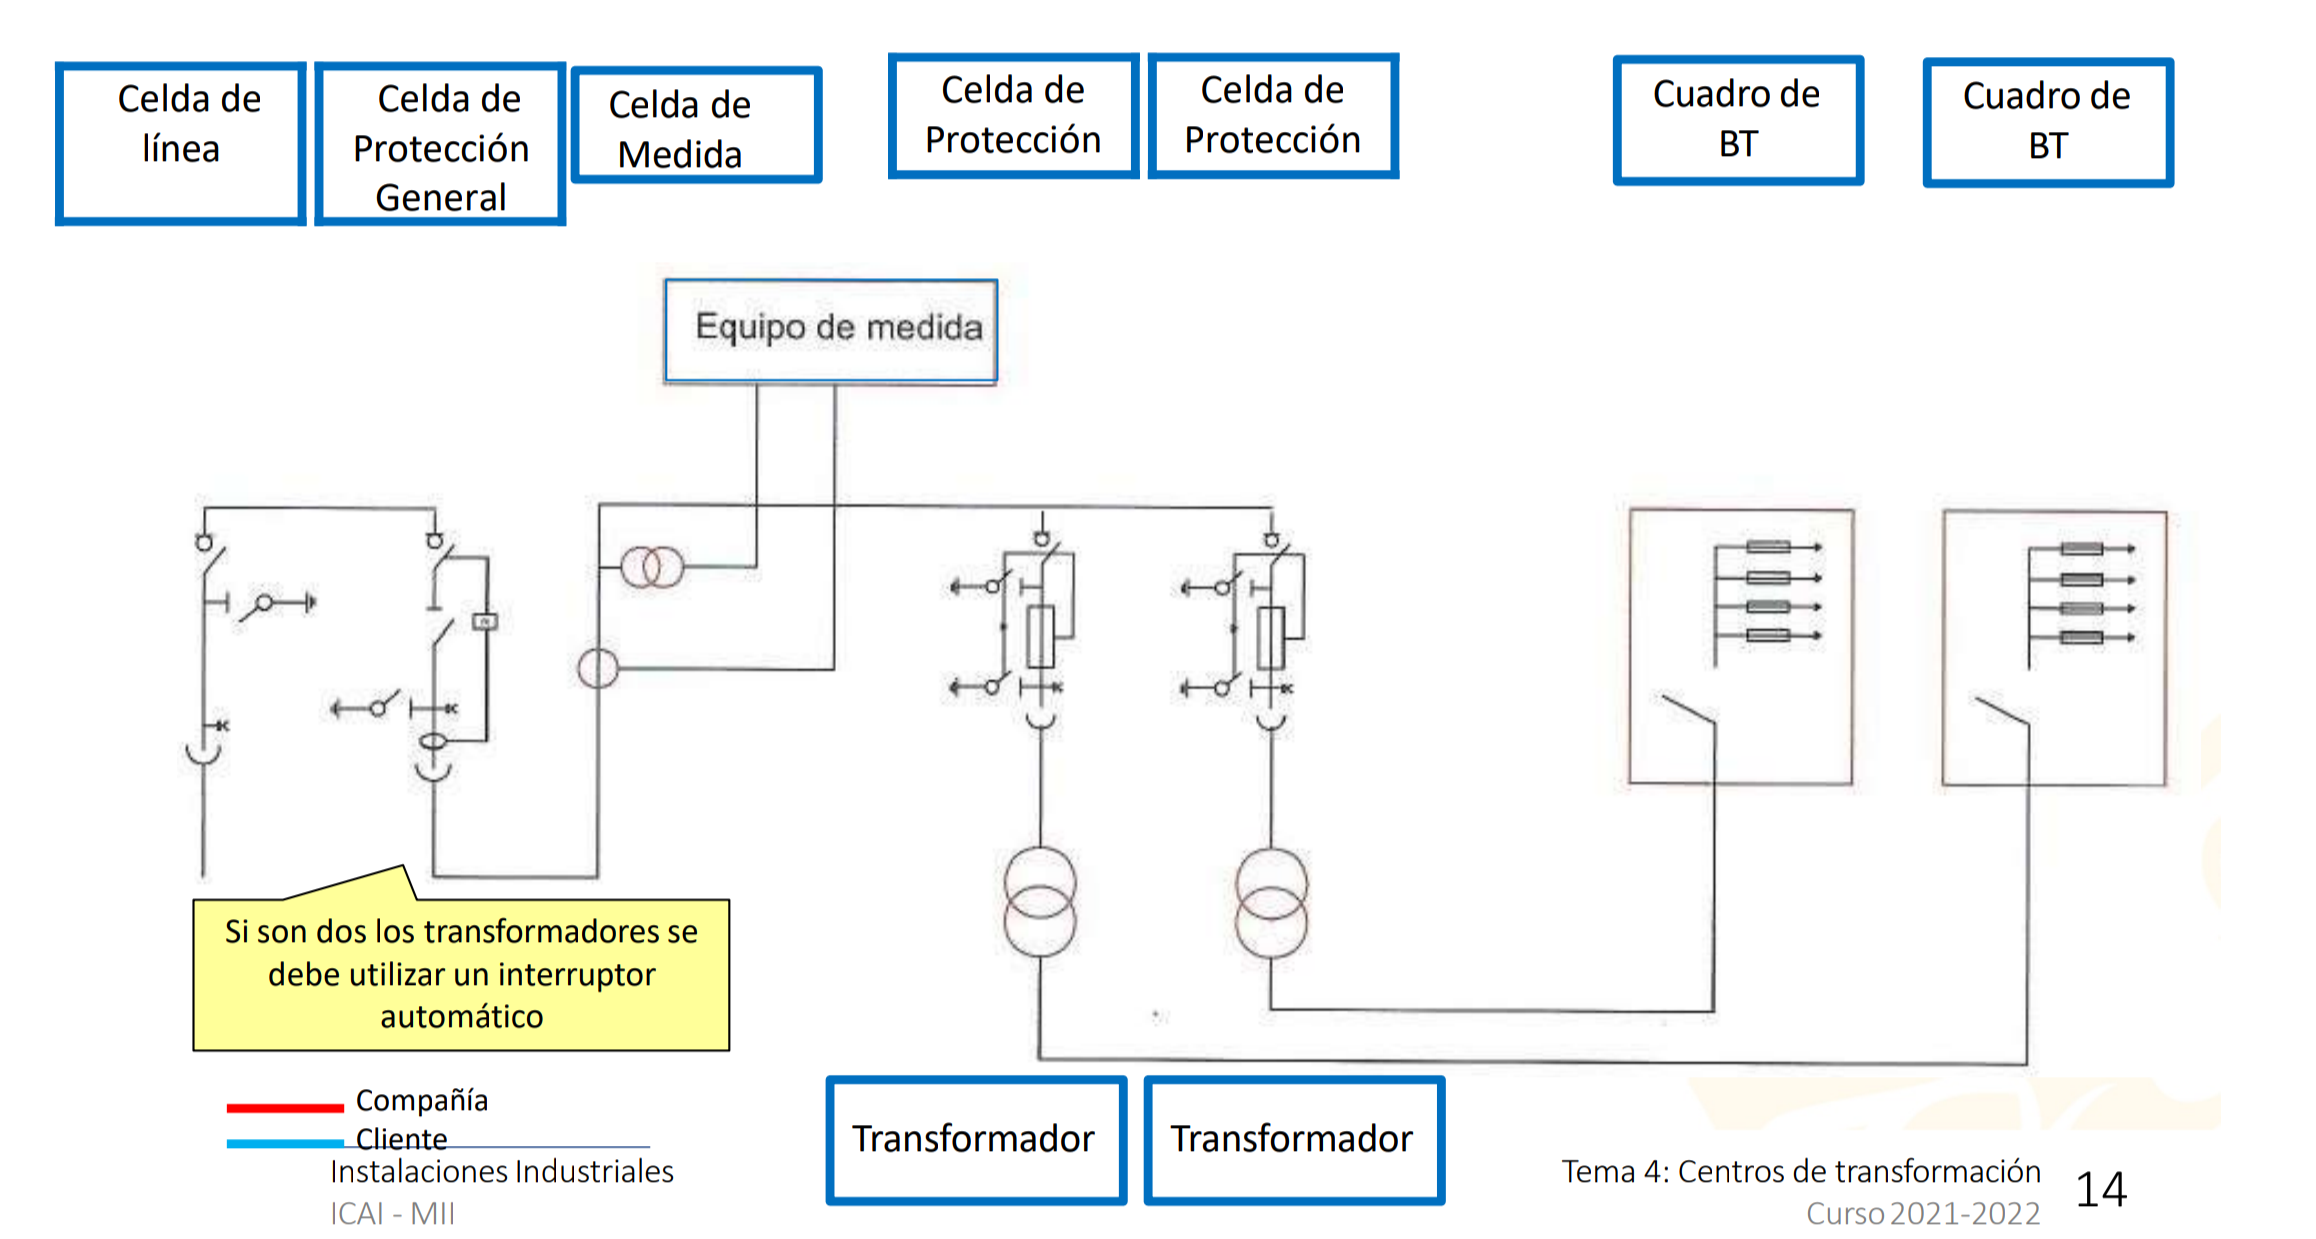 Celda de
línea
Celda de
Protección
General
Celda de
Medida
Celda de
Protección
Celda de
Protección
Cuadro de
BT
Cuadro de
BT
Equipo de medida
Si son dos los transformadores se
debe utilizar un interruptor
automático
Compañía
Cliente
Transformador
Transformador
Instalaciones Industriales
ICAI - MII
Tema 4: Centros de transformación
Curso 2021-2022
14